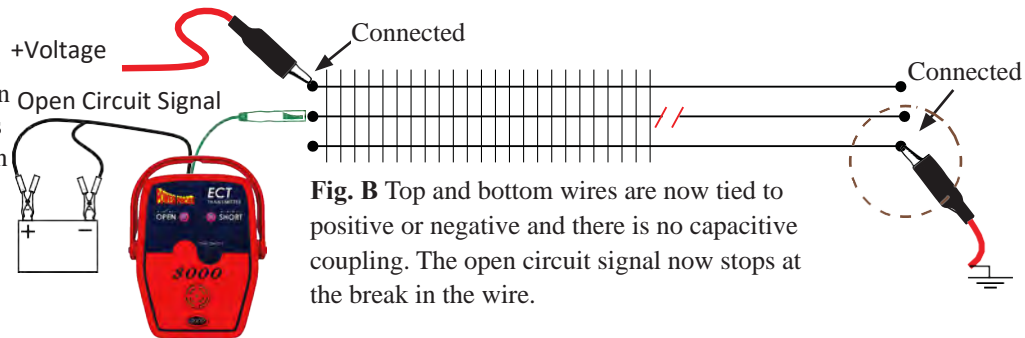 Connected
+Voltage
Connected
n
Open Circuit Signal
s
n
ECT
TRANSMITTER
OPEN
SHORT
+ −
8000
Fig. B Top and bottom wires are now tied to
positive or negative and there is no capacitive
coupling. The open circuit signal now stops at
the break in the wire.